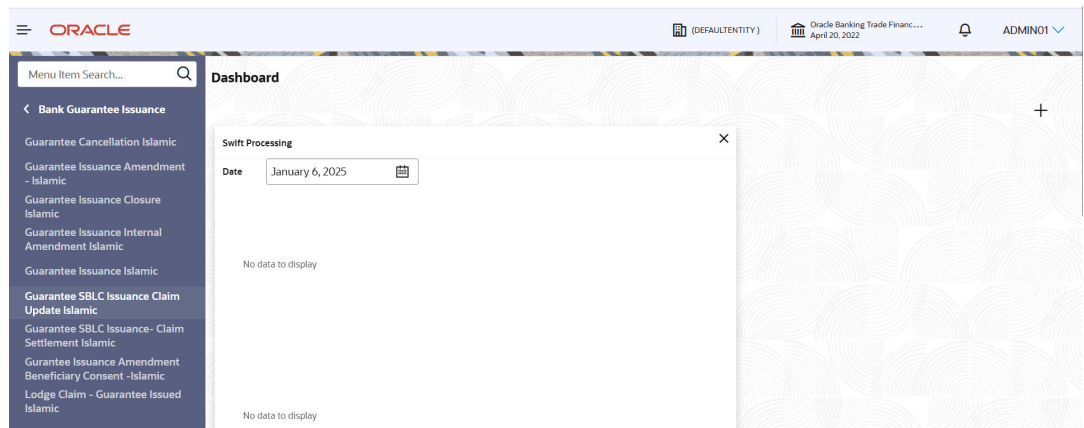 ORACLE
(DEFAULTENTITY)
Oracle Banking Trade Financ...
April 20, 2022
ADMIN01
Menu Item Search...
Bank Guarantee Issuance
Guarantee Cancellation Islamic
Guarantee Issuance Amendment
- Islamic
Guarantee Issuance Closure
Islamic
Guarantee Issuance Internal
Amendment Islamic
Guarantee Issuance Islamic
Guarantee SBLC Issuance Claim
Update Islamic
Guarantee SBLC Issuance- Claim
Settlement Islamic
Gurantee Issuance Amendment
Beneficiary Consent -Islamic
Lodge Claim - Guarantee Issued
Islamic
Dashboard
Swift Processing
Date
January 6, 2025
No data to display
No data to display